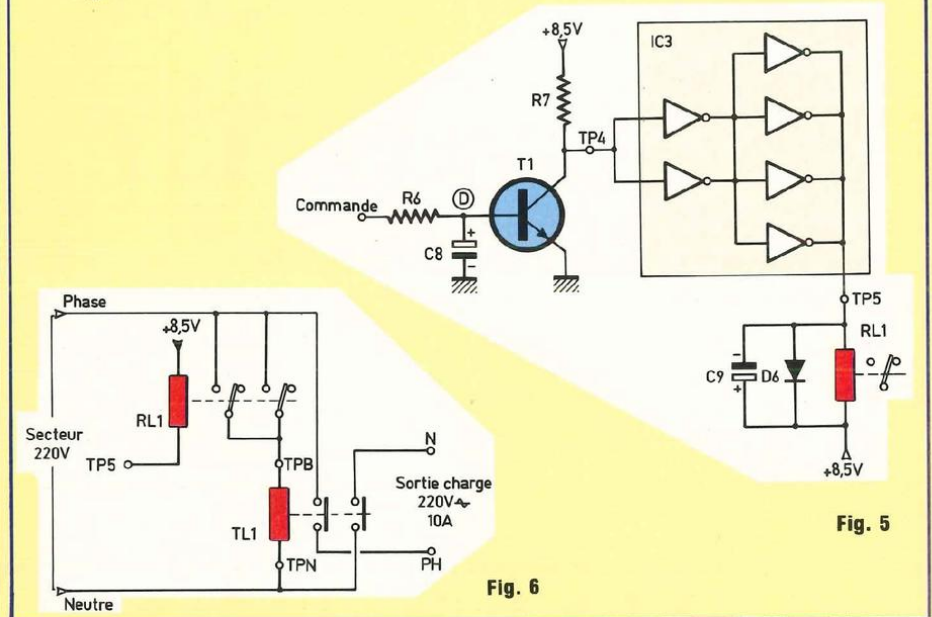 +8,5V
IC3
R7
TP4
T1
Commande
R6
D
+
C8
−
TP5
RL1
−
C9
+
D6
+8,5V
Fig. 5
Phase
+8,5V
RL1
Secteur
220V
TP5
TPB
TL1
TPN
N
Sortie charge
220V~
10A
PH
Neutre
Fig. 6